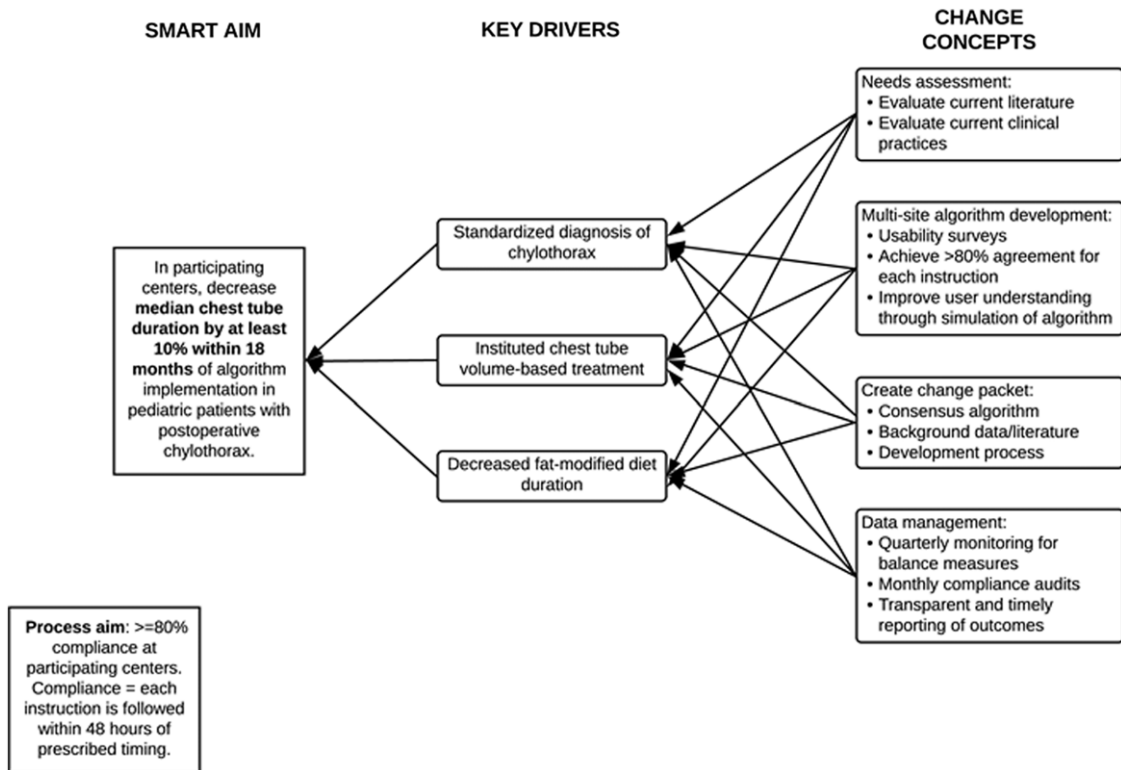 SMART AIM
KEY DRIVERS
CHANGE
CONCEPTS
Needs assessment:
• Evaluate current literature
• Evaluate current clinical
practices
Multi-site algorithm development:
• Usability surveys
• Achieve >80% agreement for
each instruction
• Improve user understanding
through simulation of algorithm
Create change packet:
• Consensus algorithm
• Background data/literature
• Development process
Data management:
• Quarterly monitoring for
balance measures
• Monthly compliance audits
• Transparent and timely
reporting of outcomes
Standardized diagnosis of
chylothorax
Instituted chest tube
volume-based treatment
Decreased fat-modified diet
duration
In participating
centers, decrease
median chest tube
duration by at least
10% within 18
months of algorithm
implementation in
pediatric patients with
postoperative
chylothorax.
Process aim: >=80%
compliance at
participating centers.
Compliance = each
instruction is followed
within 48 hours of
prescribed timing.